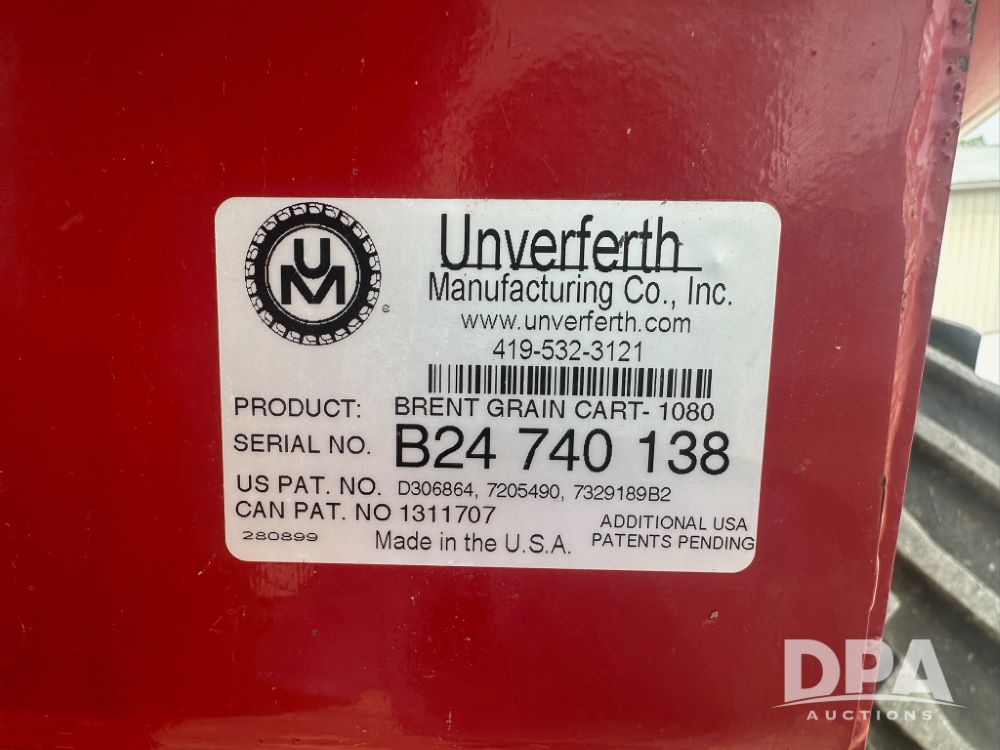 UM
Unverferth
Manufacturing Co., Inc.
www.unverferth.com
419-532-3121
PRODUCT: BRENT GRAIN CART- 1080
SERIAL NO. B24 740 138
US PAT. NO. D306864, 7205490, 7329189B2
CAN PAT. NO 1311707
ADDITIONAL USA
PATENTS PENDING
280899
Made in the U.S.A.
DPA
AUCTIONS